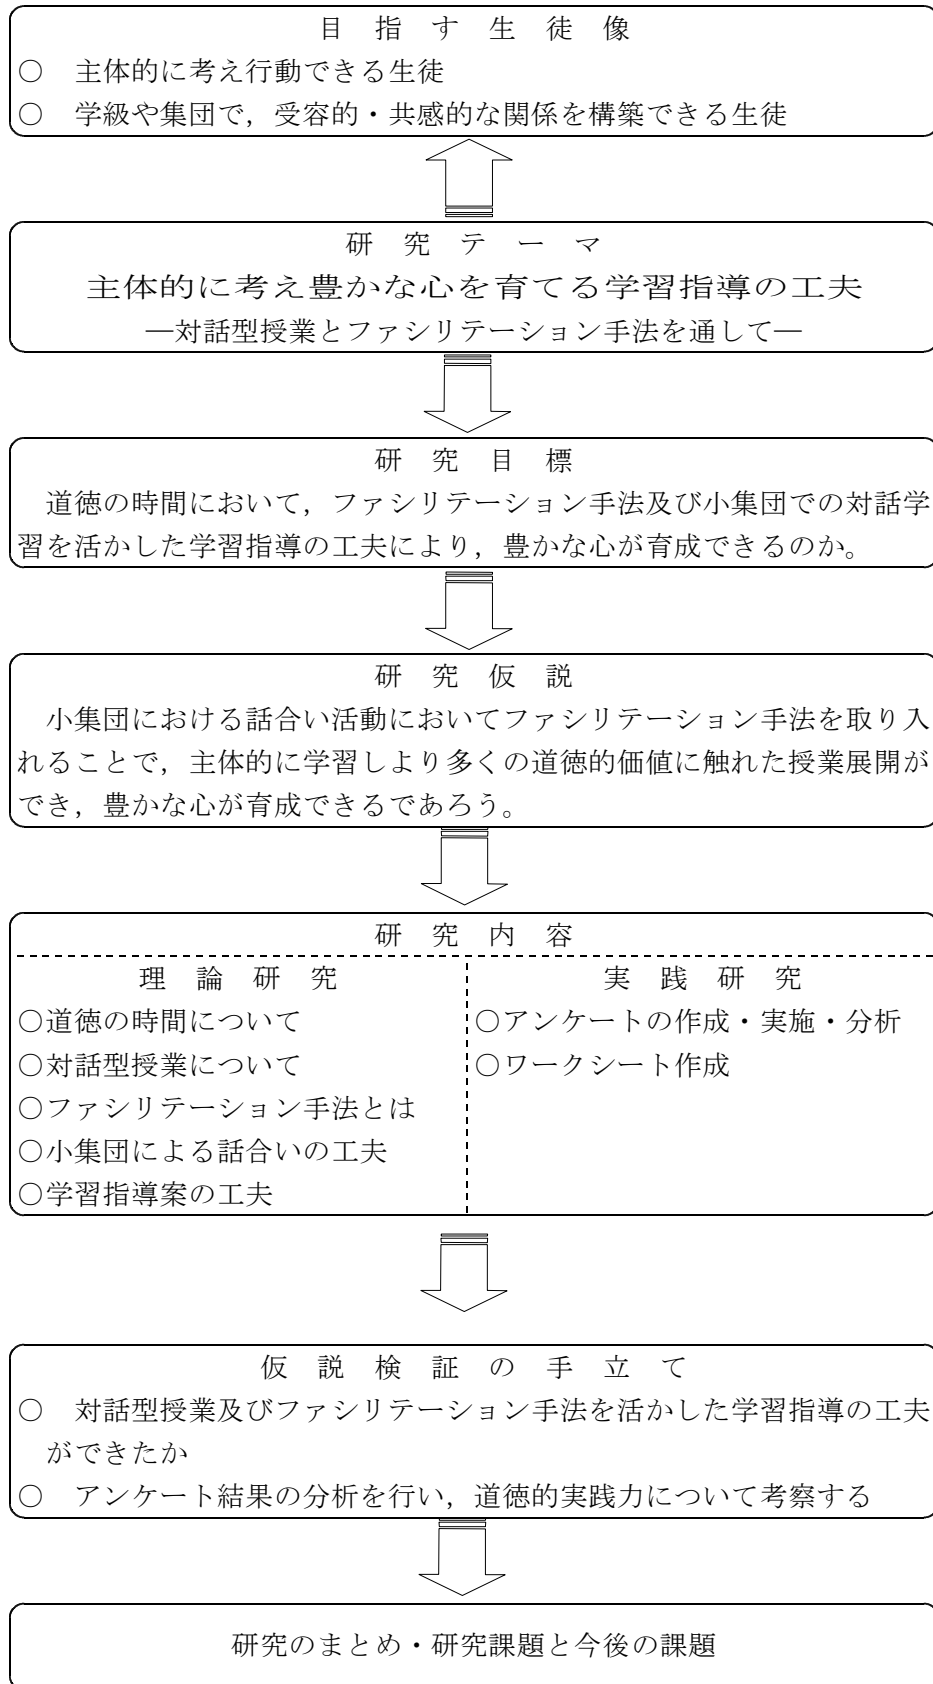 目 指 す 生 徒 像
○ 主体的に考え行動できる生徒
○ 学級や集団で，受容的・共感的な関係を構築できる生徒
研 究 テ ー マ
主体的に考え豊かな心を育てる学習指導の工夫
―対話型授業とファシリテーション手法を通して―
研 究 目 標
道徳の時間において，ファシリテーション手法及び小集団での対話学
習を活かした学習指導の工夫により，豊かな心が育成できるのか。
研 究 仮 説
小集団における話合い活動においてファシリテーション手法を取り入
れることで，主体的に学習しより多くの道徳的価値に触れた授業展開が
でき，豊かな心が育成できるであろう。
研 究 内 容
理 論 研 究
○道徳の時間について
○対話型授業について
○ファシリテーション手法とは
○小集団による話合いの工夫
○学習指導案の工夫
実 践 研 究
○アンケートの作成・実施・分析
○ワークシート作成
仮 説 検 証 の 手 立 て
○ 対話型授業及びファシリテーション手法を活かした学習指導の工夫
ができたか
○ アンケート結果の分析を行い，道徳的実践力について考察する
研究のまとめ・研究課題と今後の課題